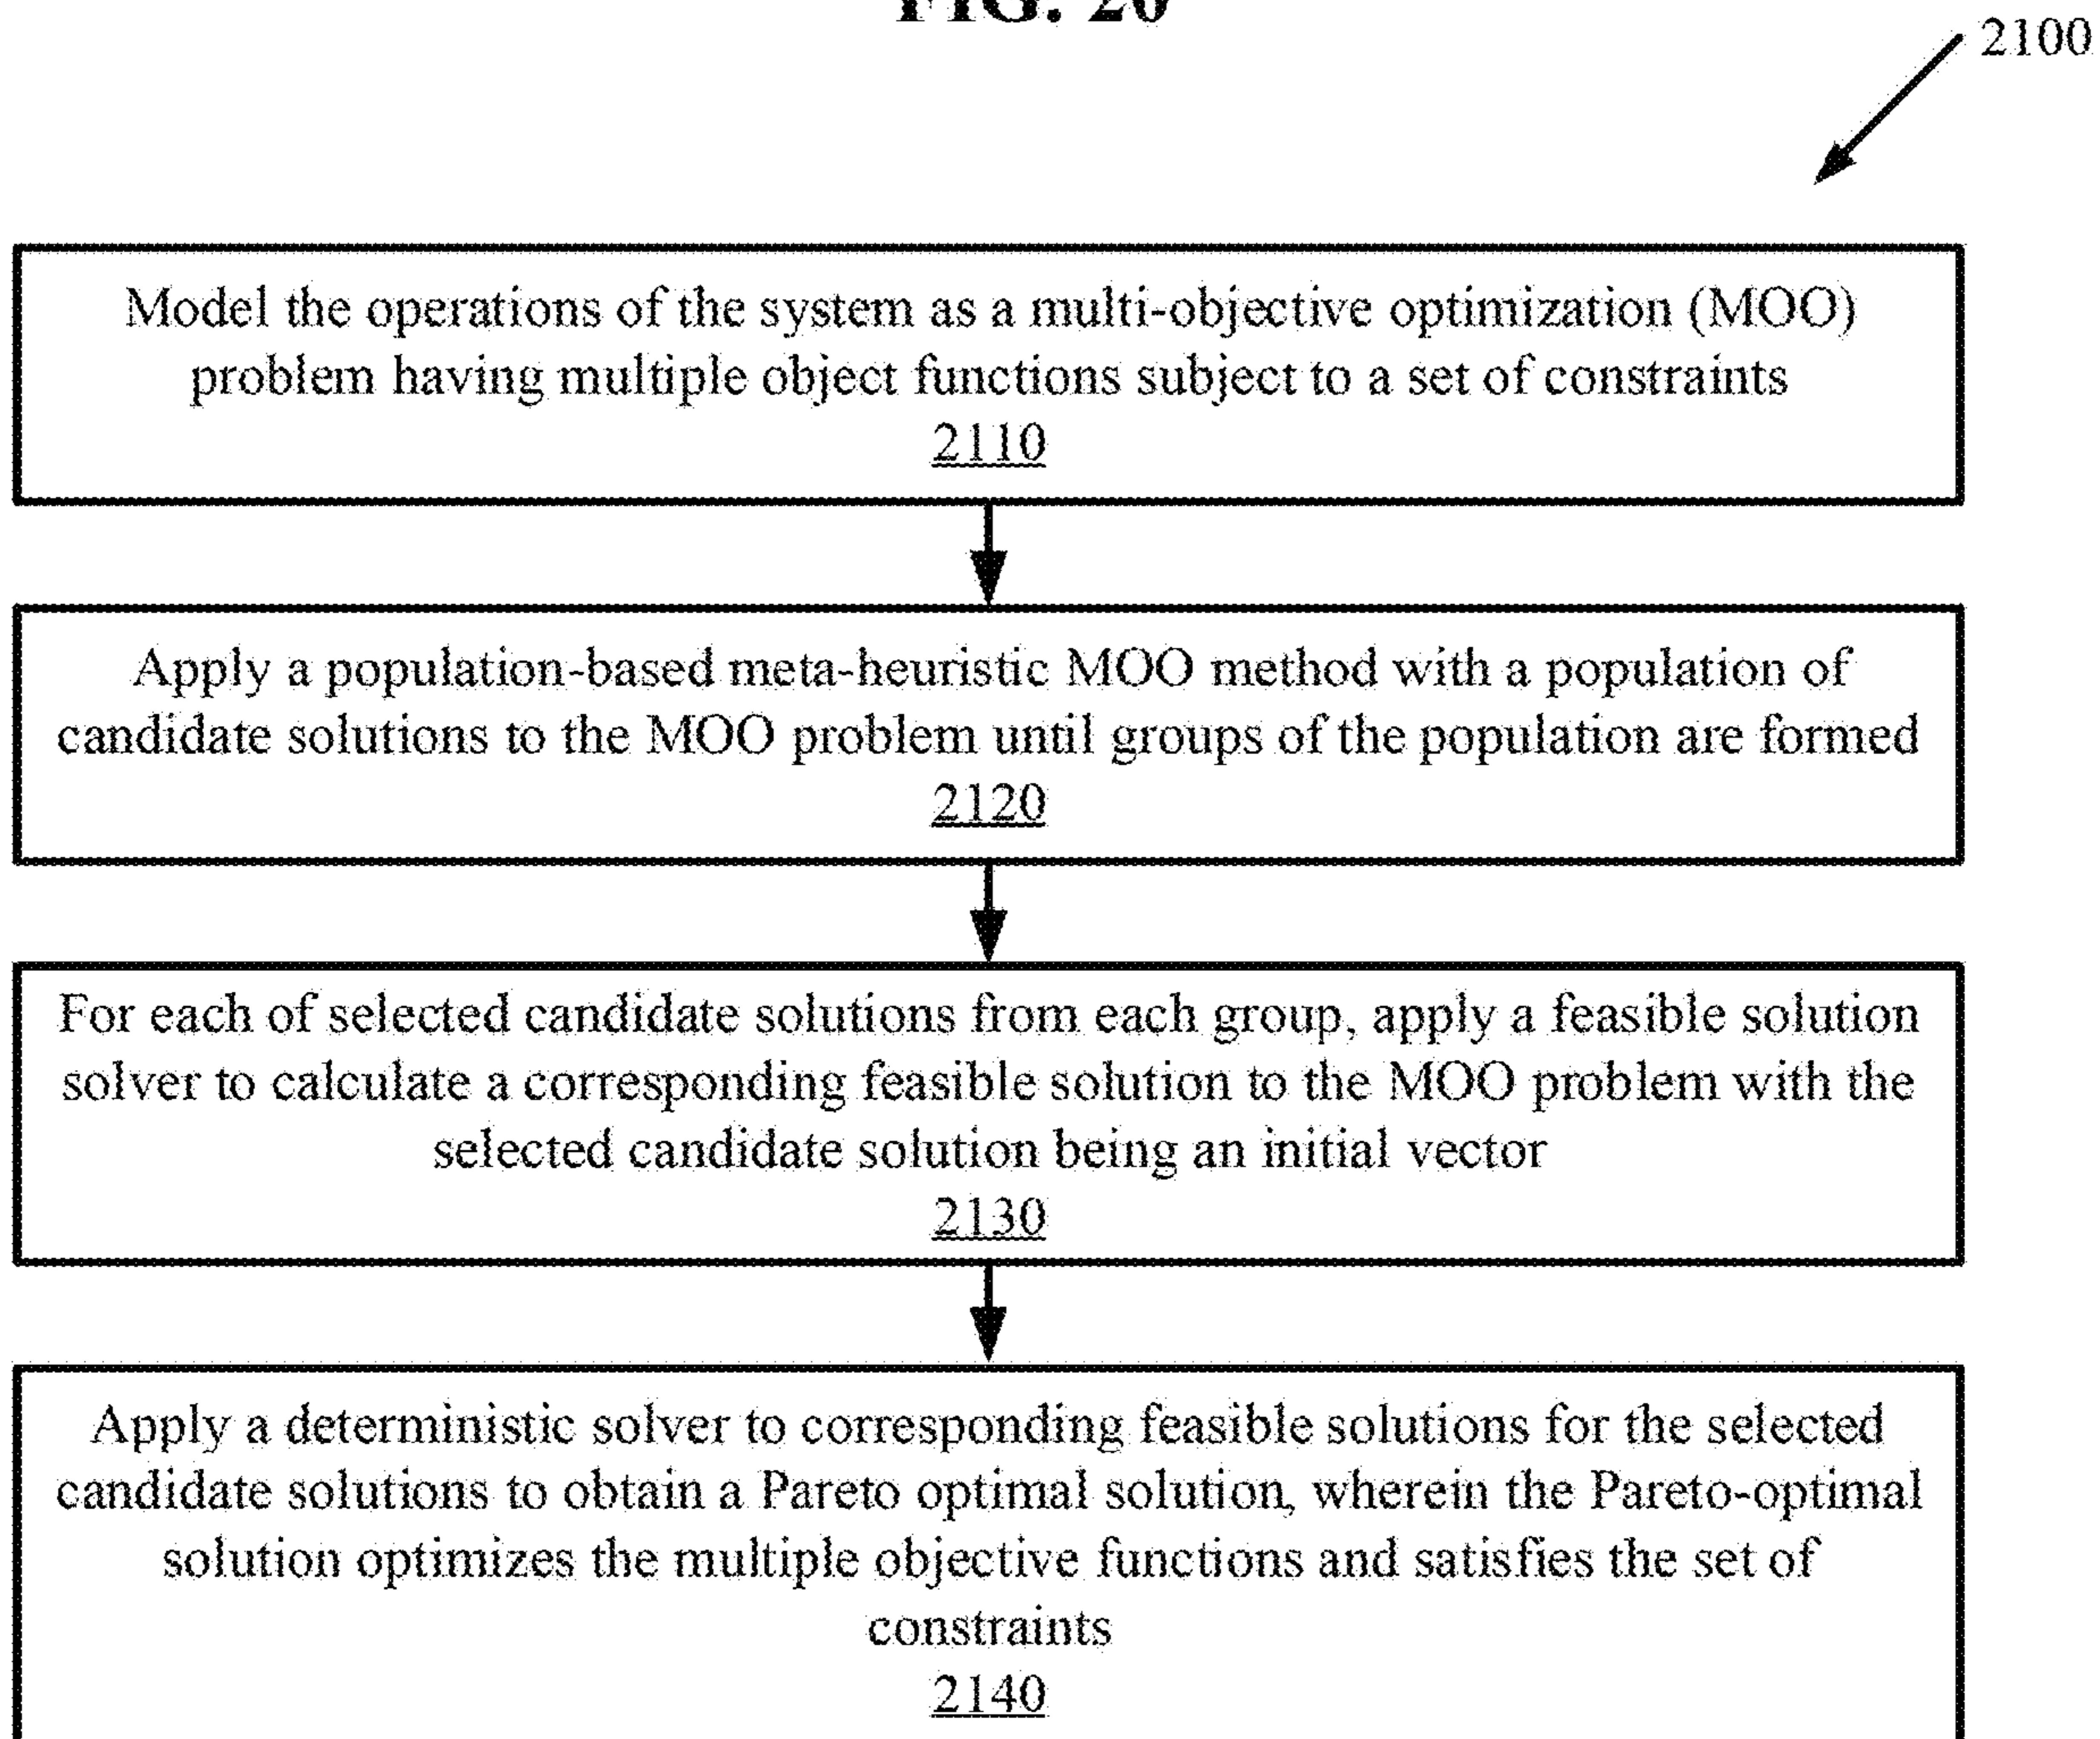 FIG. 20
2100
Model the operations of the system as a multi-objective optimization (MOO)
problem having multiple object functions subject to a set of constraints
2110
Apply a population-based meta-heuristic MOO method with a population of
candidate solutions to the MOO problem until groups of the population are formed
2120
For each of selected candidate solutions from each group, apply a feasible solution
solver to calculate a corresponding feasible solution to the MOO problem with the
selected candidate solution being an initial vector
2130
Apply a deterministic solver to corresponding feasible solutions for the selected
candidate solutions to obtain a Pareto optimal solution, wherein the Pareto-optimal
solution optimizes the multiple objective functions and satisfies the set of
constraints
2140